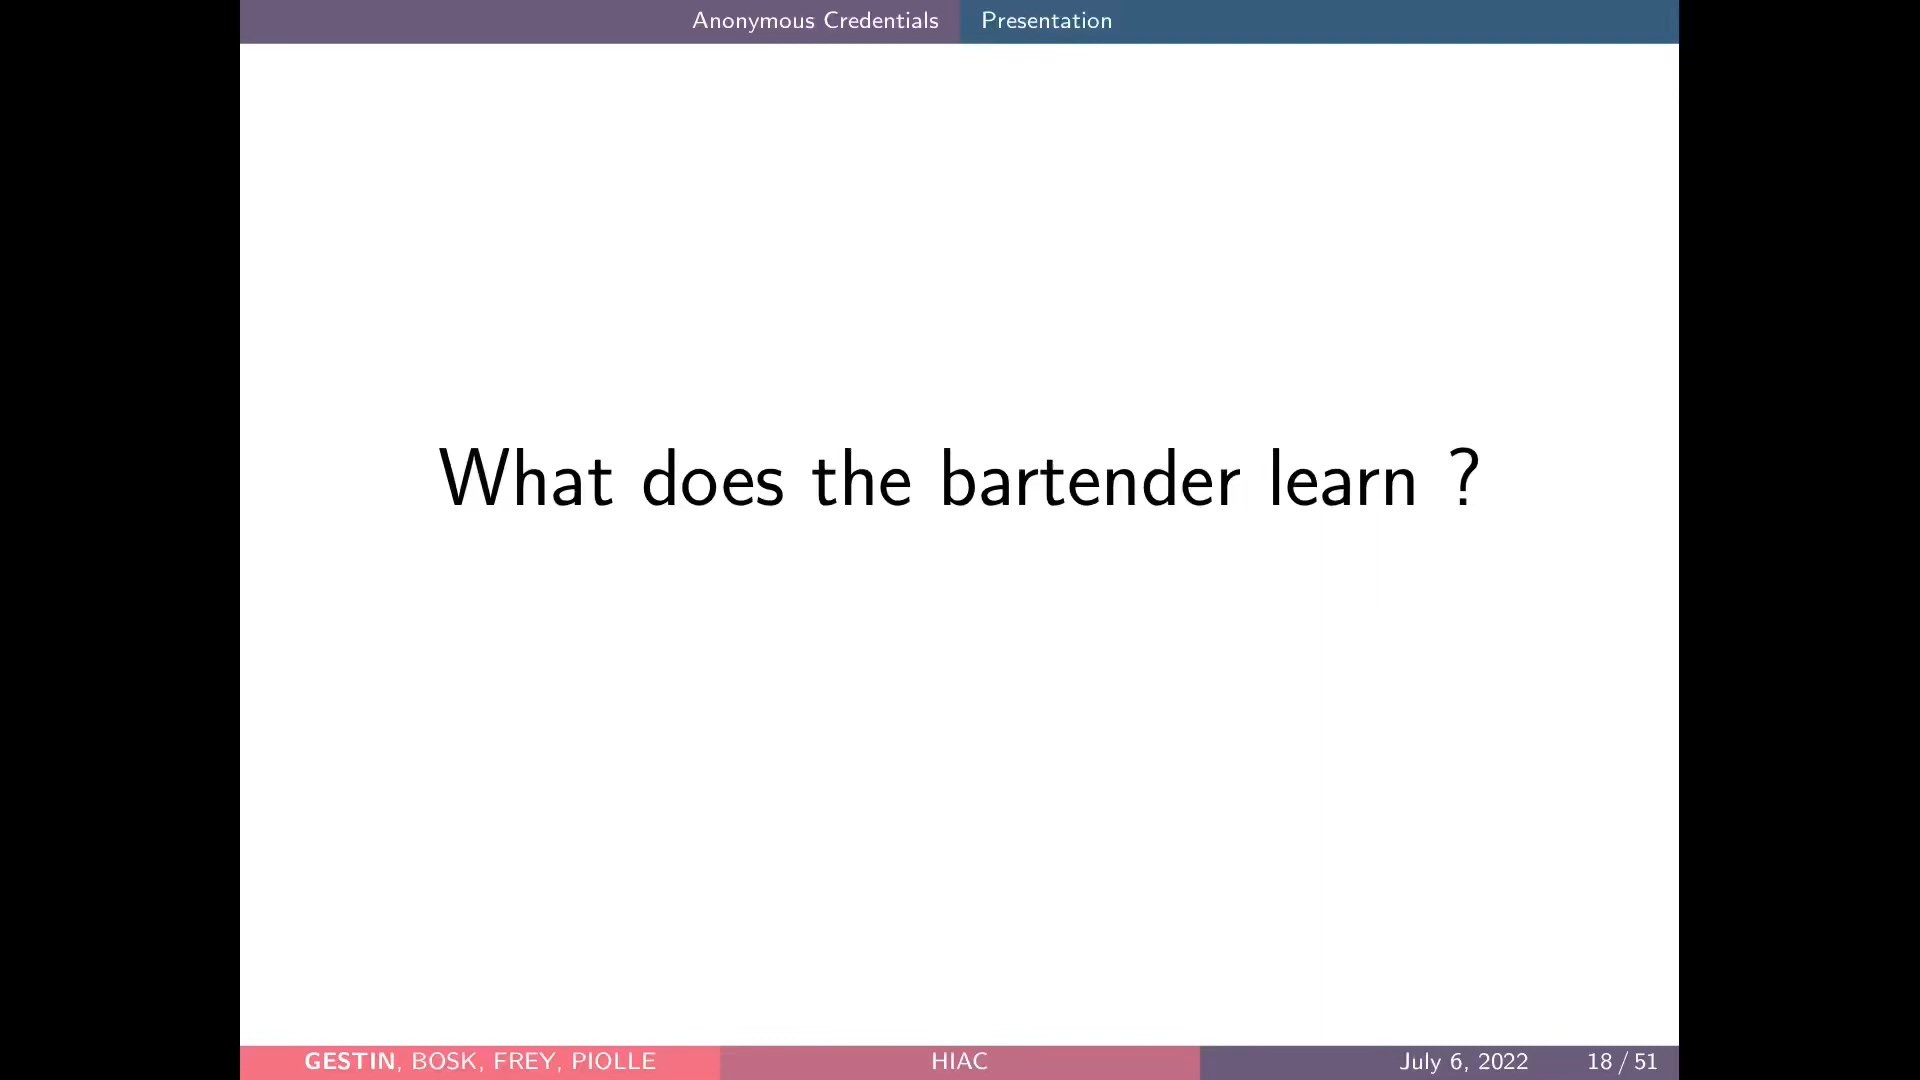 Anonymous Credentials Presentation
What does the bartender learn ?
GESTIN, BOSK, FREY, PIOLLE HIAC July 6, 2022 18 / 51